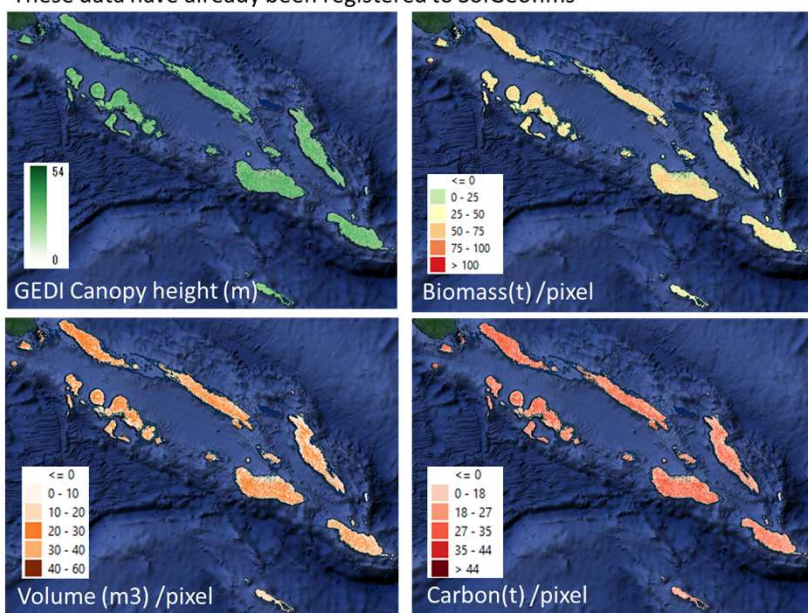 These data have already been registered to SolGeonms
54
0
GEDI Canopy height (m)
<= 0
0 - 25
25 - 50
50 - 75
75 - 100
> 100
Biomass(t) /pixel
<= 0
0 - 10
10 - 20
20 - 30
30 - 40
40 - 60
Volume (m3) /pixel
<= 0
0 - 18
18 - 27
27 - 35
35 - 44
> 44
Carbon(t) /pixel